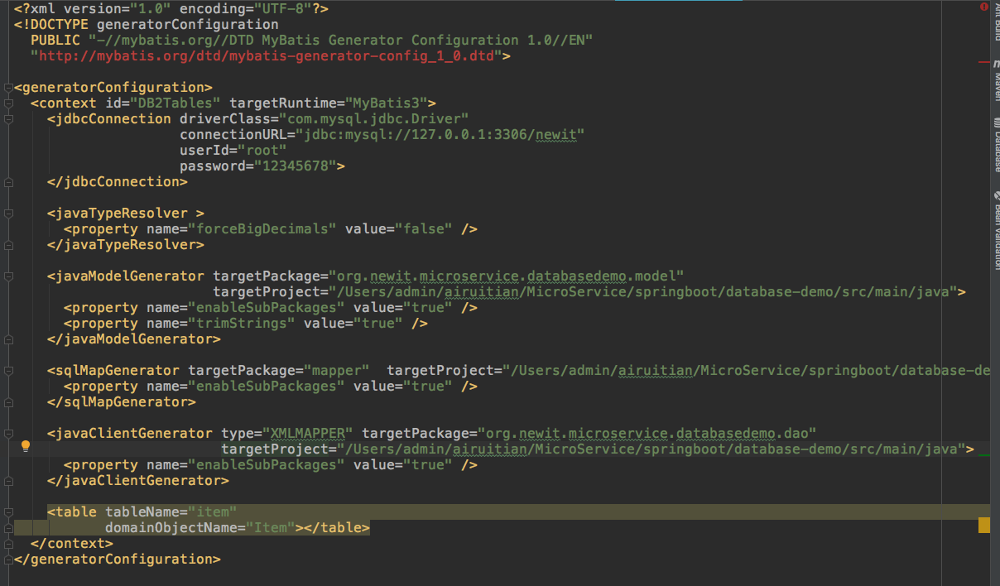 <?xml version="1.0" encoding="UTF-8"?>
<!DOCTYPE generatorConfiguration
  PUBLIC "-//mybatis.org//DTD MyBatis Generator Configuration 1.0//EN"
  "http://mybatis.org/dtd/mybatis-generator-config_1_0.dtd">

<generatorConfiguration>
  <context id="DB2Tables" targetRuntime="MyBatis3">
    <jdbcConnection driverClass="com.mysql.jdbc.Driver"
                    connectionURL="jdbc:mysql://127.0.0.1:3306/newit"
                    userId="root"
                    password="12345678">
    </jdbcConnection>

    <javaTypeResolver >
      <property name="forceBigDecimals" value="false" />
    </javaTypeResolver>

    <javaModelGenerator targetPackage="org.newit.microservice.databasedemo.model"
                        targetProject="/Users/admin/airuitian/MicroService/springboot/database-demo/src/main/java">
      <property name="enableSubPackages" value="true" />
      <property name="trimStrings" value="true" />
    </javaModelGenerator>

    <sqlMapGenerator targetPackage="mapper"  targetProject="/Users/admin/airuitian/MicroService/springboot/database-de
      <property name="enableSubPackages" value="true" />
    </sqlMapGenerator>

    <javaClientGenerator type="XMLMAPPER" targetPackage="org.newit.microservice.databasedemo.dao"
                         targetProject="/Users/admin/airuitian/MicroService/springboot/database-demo/src/main/java">
      <property name="enableSubPackages" value="true" />
    </javaClientGenerator>

    <table tableName="item"
           domainObjectName="Item"></table>
  </context>
</generatorConfiguration>
Ant Build
Maven
Database
Bean Validation